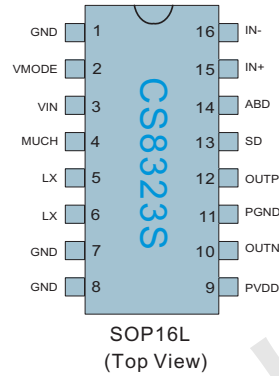 GND 1 16 IN-
VMODE 2 15 IN+
VIN 3 14 ABD
MUCH 4 13 SD
LX 5 12 OUTP
LX 6 11 PGND
GND 7 10 OUTN
GND 8 9 PVDD
CS8323S
SOP16L
(Top View)